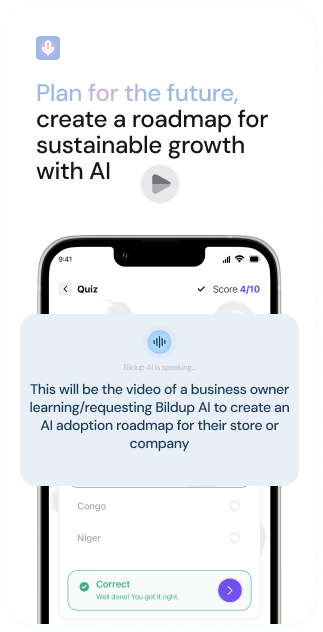 Plan for the future,
create a roadmap for
sustainable growth
with AI
9:41
Quiz
Score 4/10
Bildup AI is speaking..
This will be the video of a business owner
learning/requesting Bildup AI to create an
AI adoption roadmap for their store or
company
Congo
Niger
Correct
Well done! You got it right.